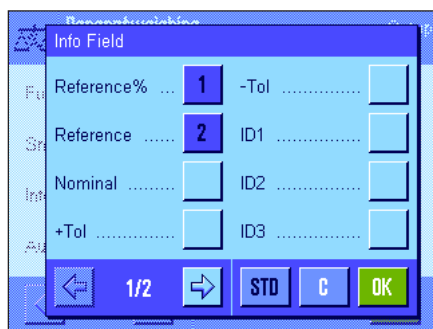 Info Field
Reference% ... 1
-Tol ..............
Reference ...... 2
ID1 ...............
Nominal .........
ID2 ..............
+Tol ...............
ID3 ...............
1/2
STD
C
OK